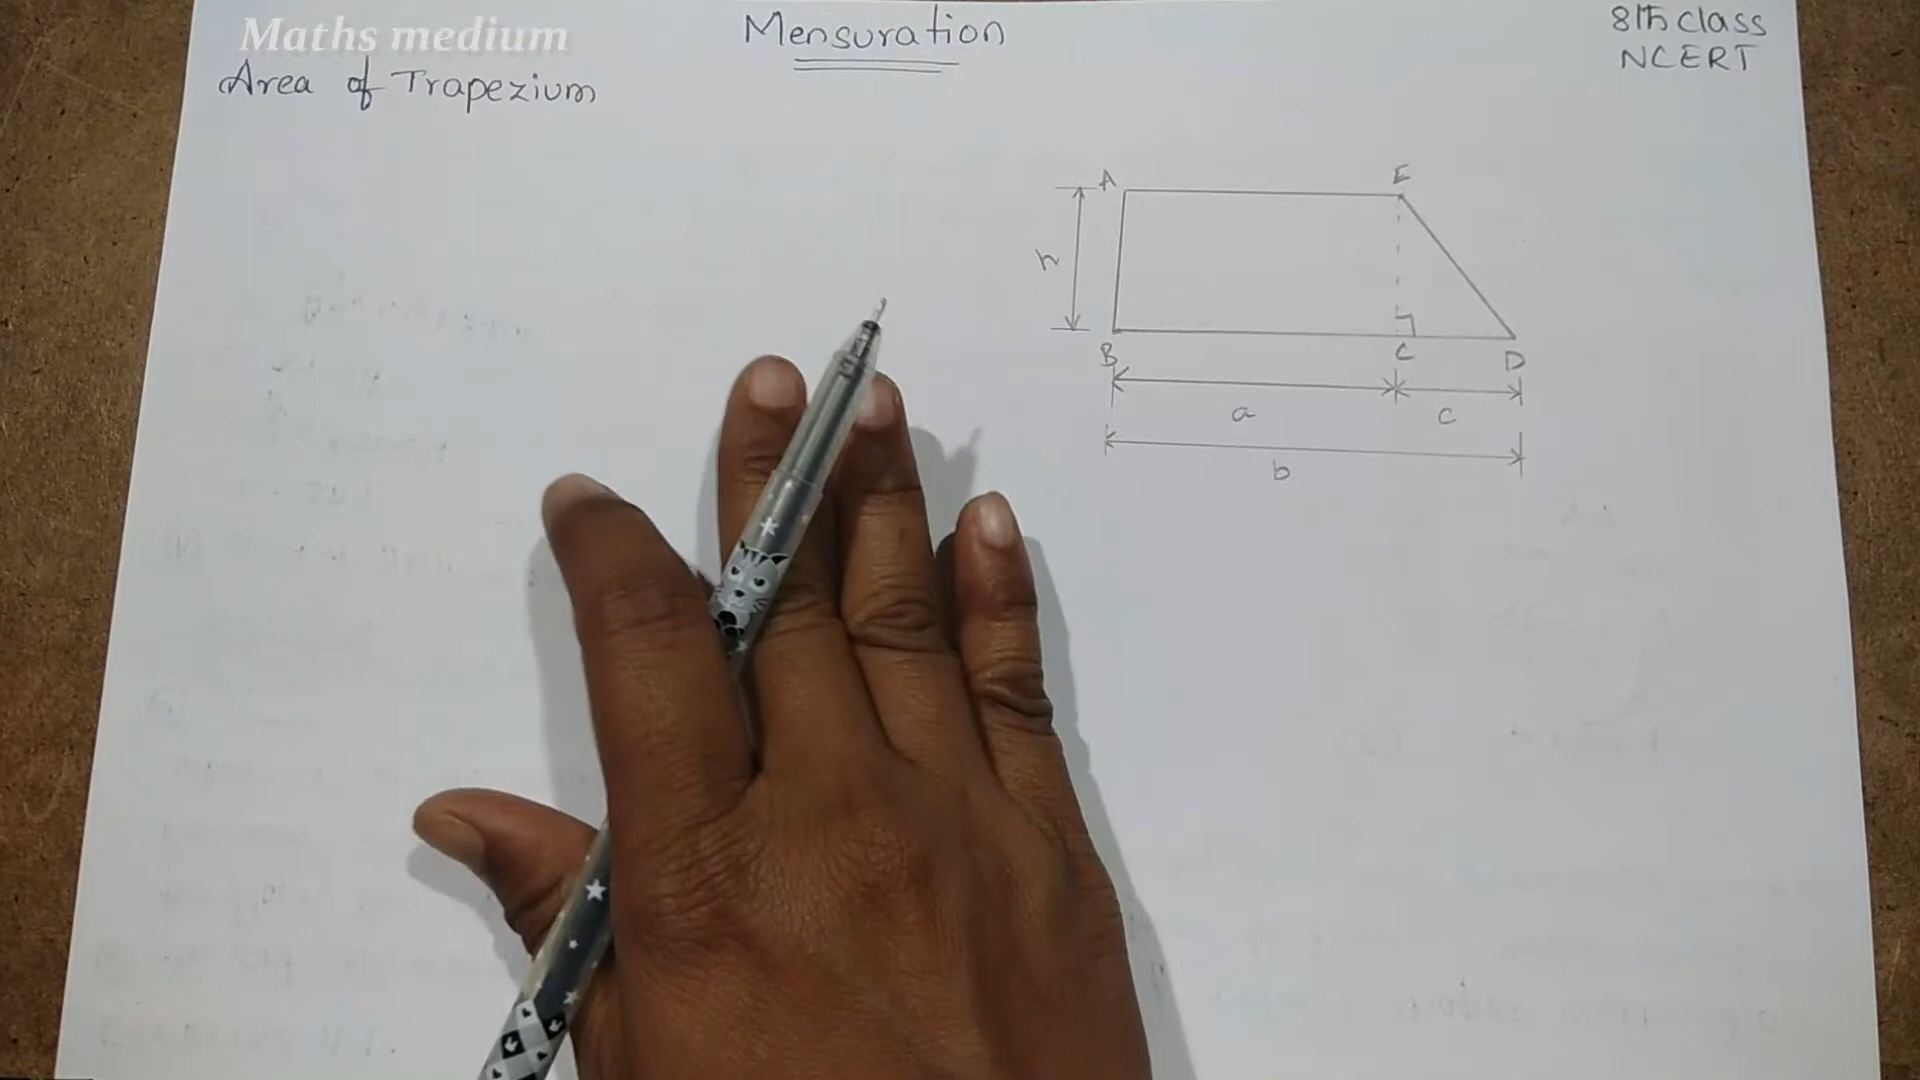 Maths medium
Mensuration
8th class
NCERT
Area of Trapezium
A
E
h
B
C
D
a
c
b